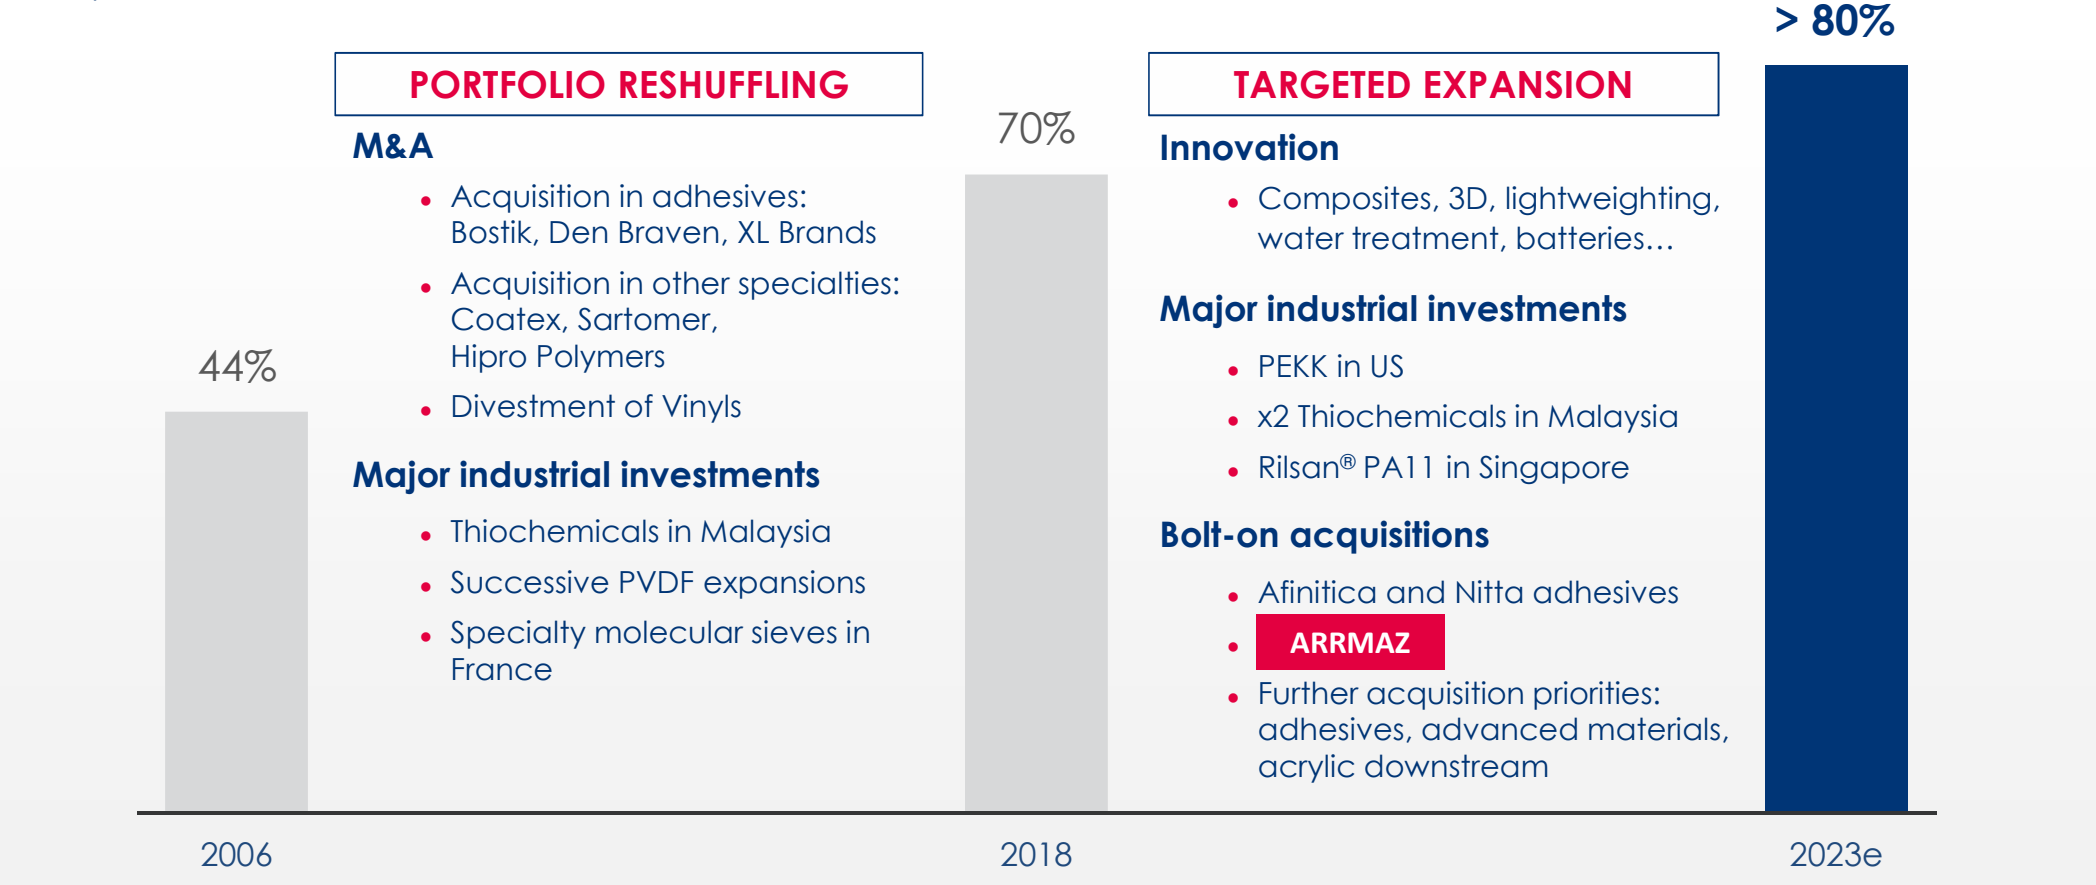 > 80%
PORTFOLIO RESHUFFLING
M&A
• Acquisition in adhesives:
Bostik, Den Braven, XL Brands
• Acquisition in other specialties:
Coatex, Sartomer,
Hipro Polymers
• Divestment of Vinyls
Major industrial investments
• Thiochemicals in Malaysia
• Successive PVDF expansions
• Specialty molecular sieves in
France
TARGETED EXPANSION
Innovation
• Composites, 3D, lightweighting,
water treatment, batteries…
Major industrial investments
• PEKK in US
• x2 Thiochemicals in Malaysia
• Rilsan® PA11 in Singapore
Bolt-on acquisitions
• Afinitica and Nitta adhesives
• ARRMAZ
• Further acquisition priorities:
adhesives, advanced materials,
acrylic downstream
44%
70%
2006
2018
2023e